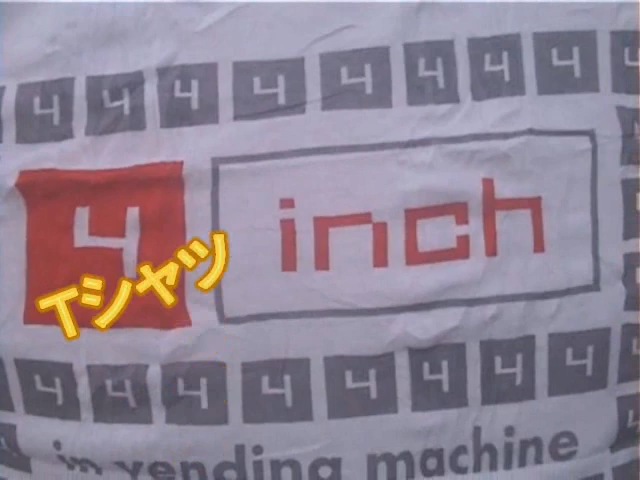 4 4 4 4 4 4 4 4 4
4 inch
Tシャツ
4 4 4 4 4 4 4 4
in vending machine